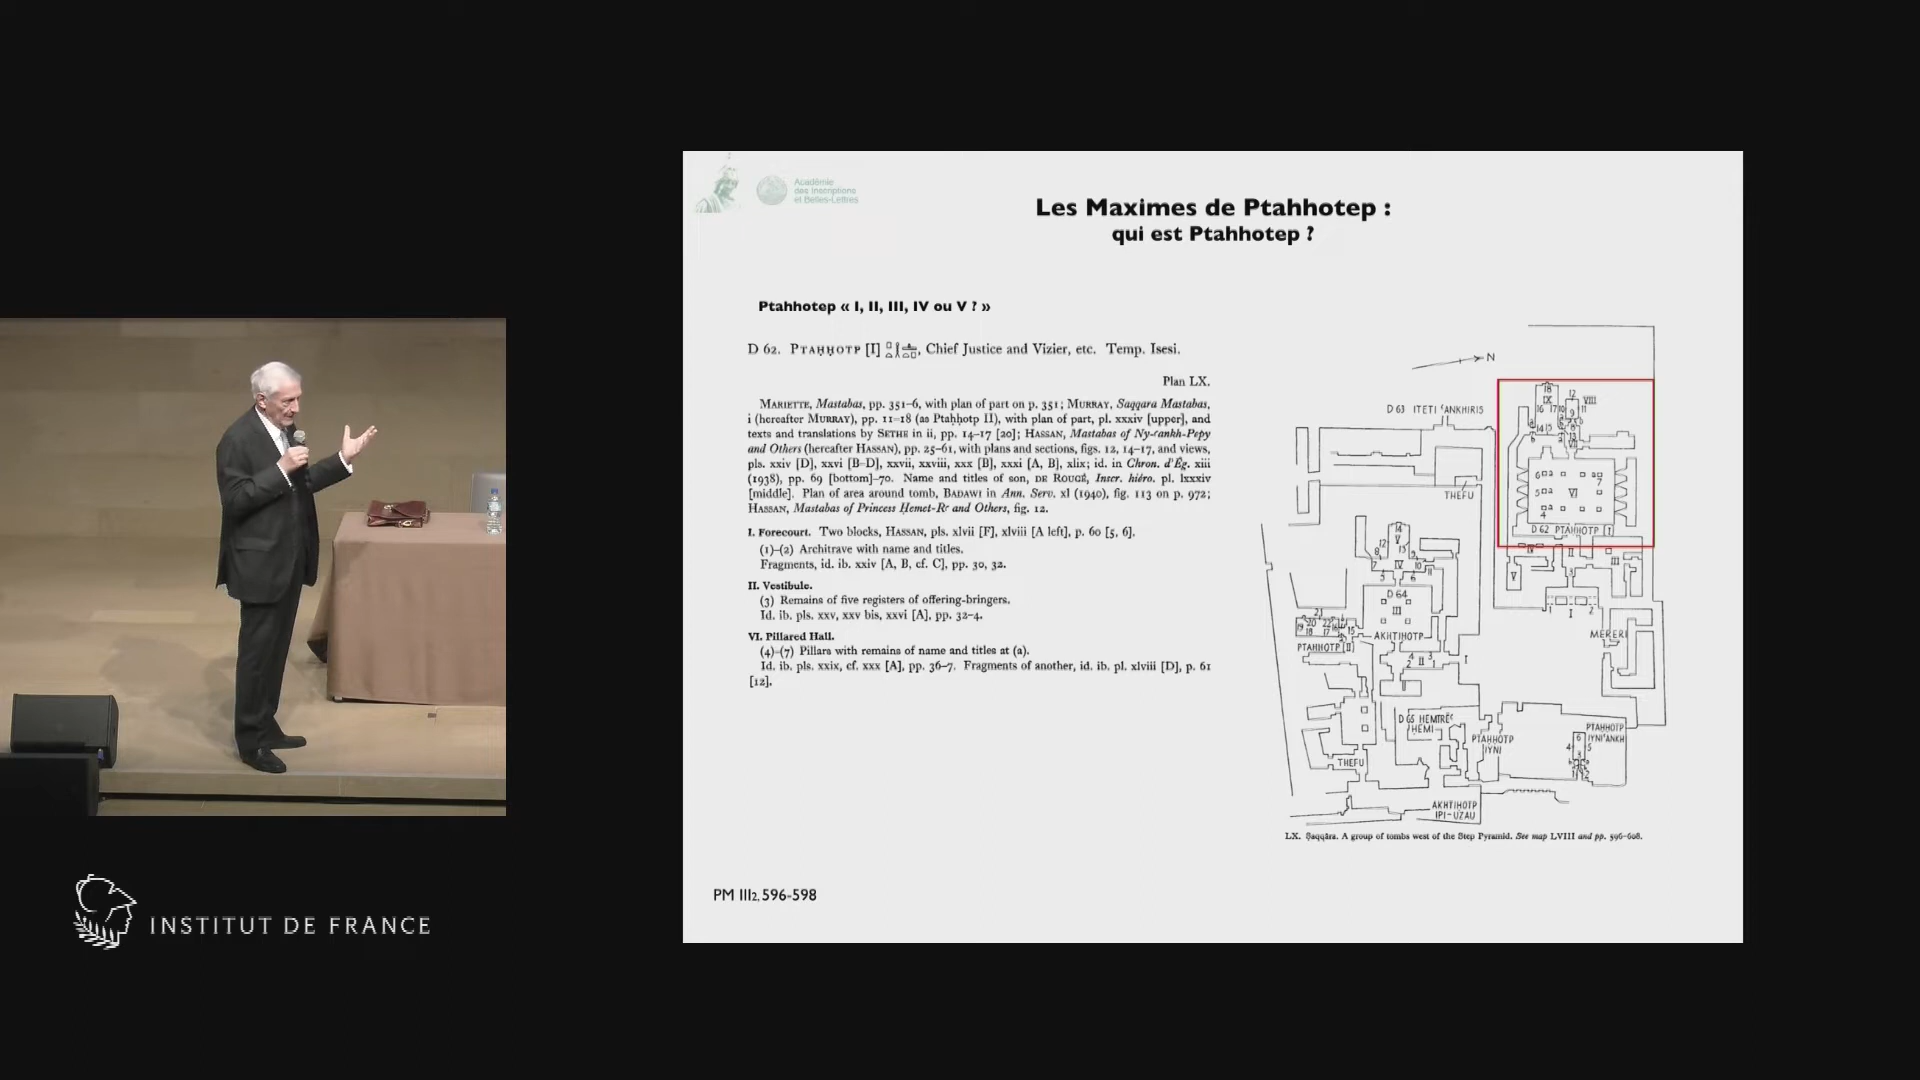 Académie
des Inscriptions
et Belles-Lettres
Les Maximes de Ptahhotep :
qui est Ptahhotep ?
Ptahhotep « I, II, III, IV ou V ? »
D 62. PTAḤḤOTP [I] 𓊪𓏏𓎛𓊵𓏏𓊪, Chief Justice and Vizier, etc. Temp. Isesi.
Plan LX.
MARIETTE, Mastabas, pp. 351-6, with plan of part on p. 351; MURRAY, Saqqara Mastabas,
i (hereafter MURRAY), pp. 11-18 (as Ptaḥḥotp II), with plan of part, pl. xxxiv [upper], and
texts and translations by SETHE in ii, pp. 14-17 [20]; HASSAN, Mastabas of Ny-ʿankh-Pepy
and Others (hereafter HASSAN), pp. 25-61, with plans and sections, figs. 12, 14-17, and views,
pls. xxiv [D], xxvi [B-D], xxvii, xxviii, xxx [B], xxxi [A, B], xlix; id. in Chron. d'Ég. xiii
(1938), pp. 69 [bottom]-70. Name and titles of son, DE ROUGÉ, Inscr. hiéro. pl. lxxxiv
[middle]. Plan of area around tomb, BADAWI in Ann. Serv. xl (1940), fig. 113 on p. 972;
HASSAN, Mastabas of Princess Ḥemet-Rʿ and Others, fig. 12.
I. Forecourt. Two blocks, HASSAN, pls. xlvii [F], xlviii [A left], p. 60 [5, 6].
(1)-(2) Architrave with name and titles.
Fragments, id. ib. xxiv [A, B, cf. C], pp. 30, 32.
II. Vestibule.
(3) Remains of five registers of offering-bringers.
Id. ib. pls. xxv, xxv bis, xxvi [A], pp. 32-4.
VI. Pillared Hall.
(4)-(7) Pillars with remains of name and titles at (a).
Id. ib. pls. xxix, cf. xxx [A], pp. 36-7. Fragments of another, id. ib. pl. xlviii [D], p. 61
[12].
N
D 63 ITETI ʿANKHIRIS
THEFU
D 62 PTAḤḤOTP [I]
D 64
III
AKHTIḤOTP
PTAḤḤOTP [II]
MERERI
D 65 ḤEMTRĒʿ
ḤEMI
PTAḤḤOTP
IYNI
PTAḤḤOTP
IYNIʿANKH
THEFU
AKHTIḤOTP
IPI-UZAU
LX. Ṣaqqâra. A group of tombs west of the Step Pyramid. See map LVIII and pp. 596-608.
PM III2, 596-598
INSTITUT DE FRANCE